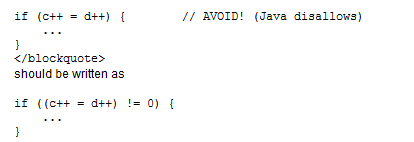 if (c++ = d++) {        // AVOID! (Java disallows)
    ...
}
</blockquote>
should be written as
if ((c++ = d++) != 0) {
    ...
}